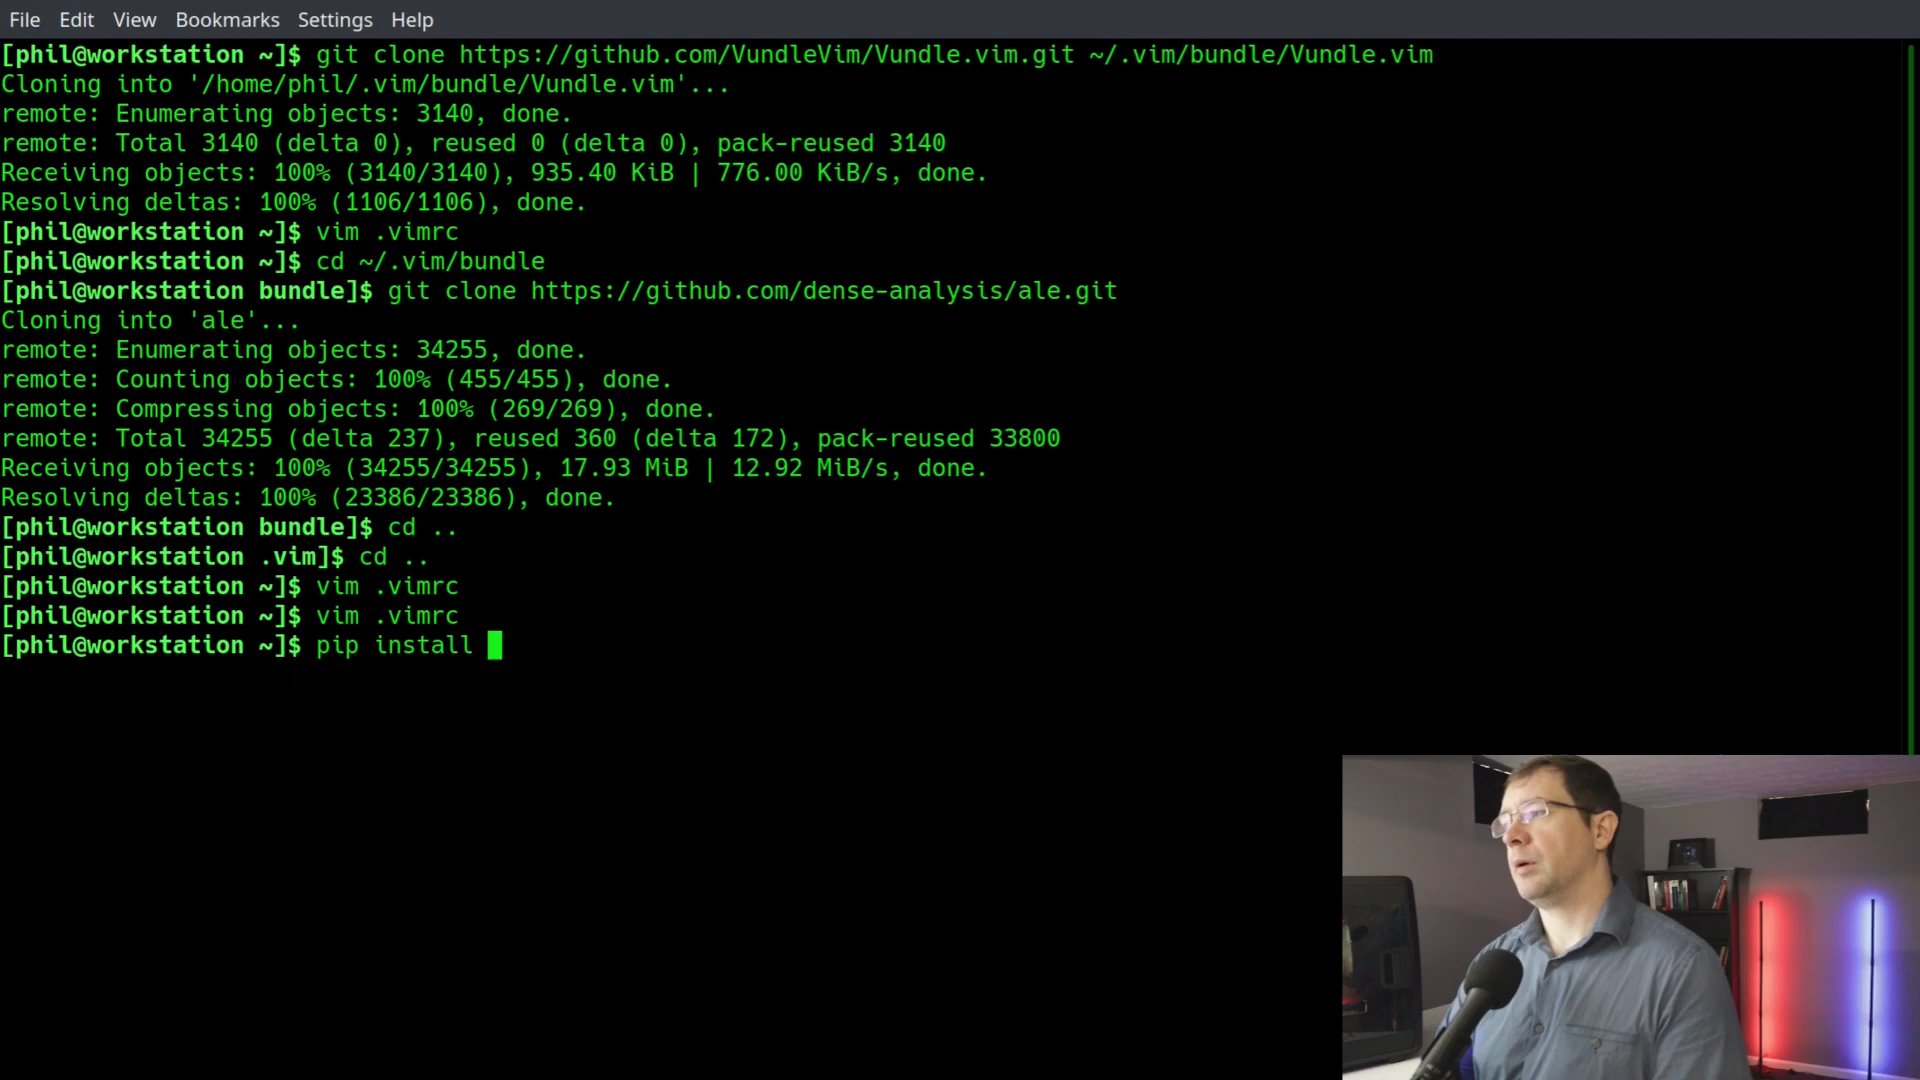 File Edit View Bookmarks Settings Help
[phil@workstation ~]$ git clone https://github.com/VundleVim/Vundle.vim.git ~/.vim/bundle/Vundle.vim
Cloning into '/home/phil/.vim/bundle/Vundle.vim'...
remote: Enumerating objects: 3140, done.
remote: Total 3140 (delta 0), reused 0 (delta 0), pack-reused 3140
Receiving objects: 100% (3140/3140), 935.40 KiB | 776.00 KiB/s, done.
Resolving deltas: 100% (1106/1106), done.
[phil@workstation ~]$ vim .vimrc
[phil@workstation ~]$ cd ~/.vim/bundle
[phil@workstation bundle]$ git clone https://github.com/dense-analysis/ale.git
Cloning into 'ale'...
remote: Enumerating objects: 34255, done.
remote: Counting objects: 100% (455/455), done.
remote: Compressing objects: 100% (269/269), done.
remote: Total 34255 (delta 237), reused 360 (delta 172), pack-reused 33800
Receiving objects: 100% (34255/34255), 17.93 MiB | 12.92 MiB/s, done.
Resolving deltas: 100% (23386/23386), done.
[phil@workstation bundle]$ cd ..
[phil@workstation .vim]$ cd ..
[phil@workstation ~]$ vim .vimrc
[phil@workstation ~]$ vim .vimrc
[phil@workstation ~]$ pip install